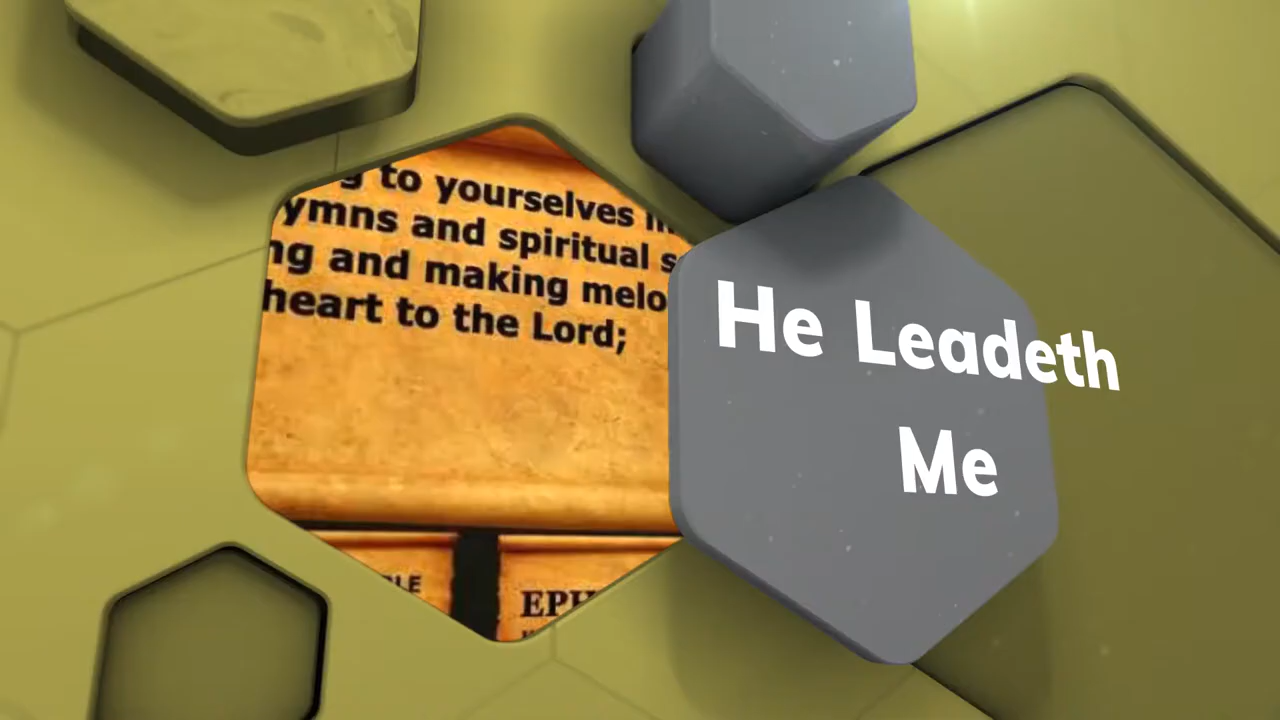 to yourselves
ymns and spiritual
ng and making melo
heart to the Lord;
EPH
He Leadeth
Me